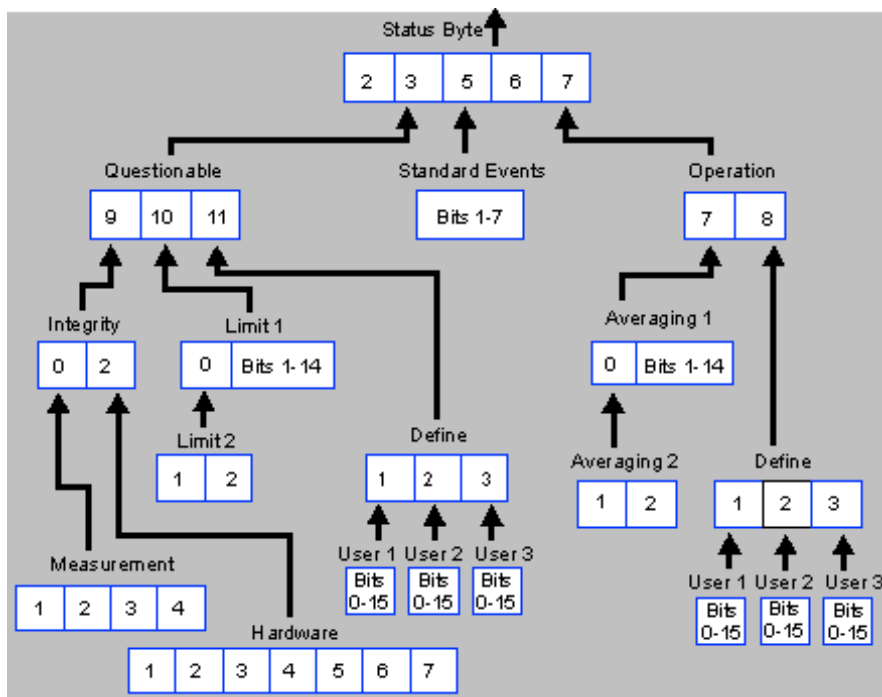 Status Byte
2 3 5 6 7
Questionable Standard Events Operation
9 10 11 Bits 1-7 7 8
Integrity Limit 1 Averaging 1
0 2 0 Bits 1-14 0 Bits 1-14
Limit 2 Define Averaging 2 Define
1 2 1 2 3 1 2 1 2 3
User 1 User 2 User 3
Bits 0-15 Bits 0-15 Bits 0-15
Measurement User 1 User 2 User 3
1 2 3 4 Bits 0-15 Bits 0-15 Bits 0-15
Hardware
1 2 3 4 5 6 7